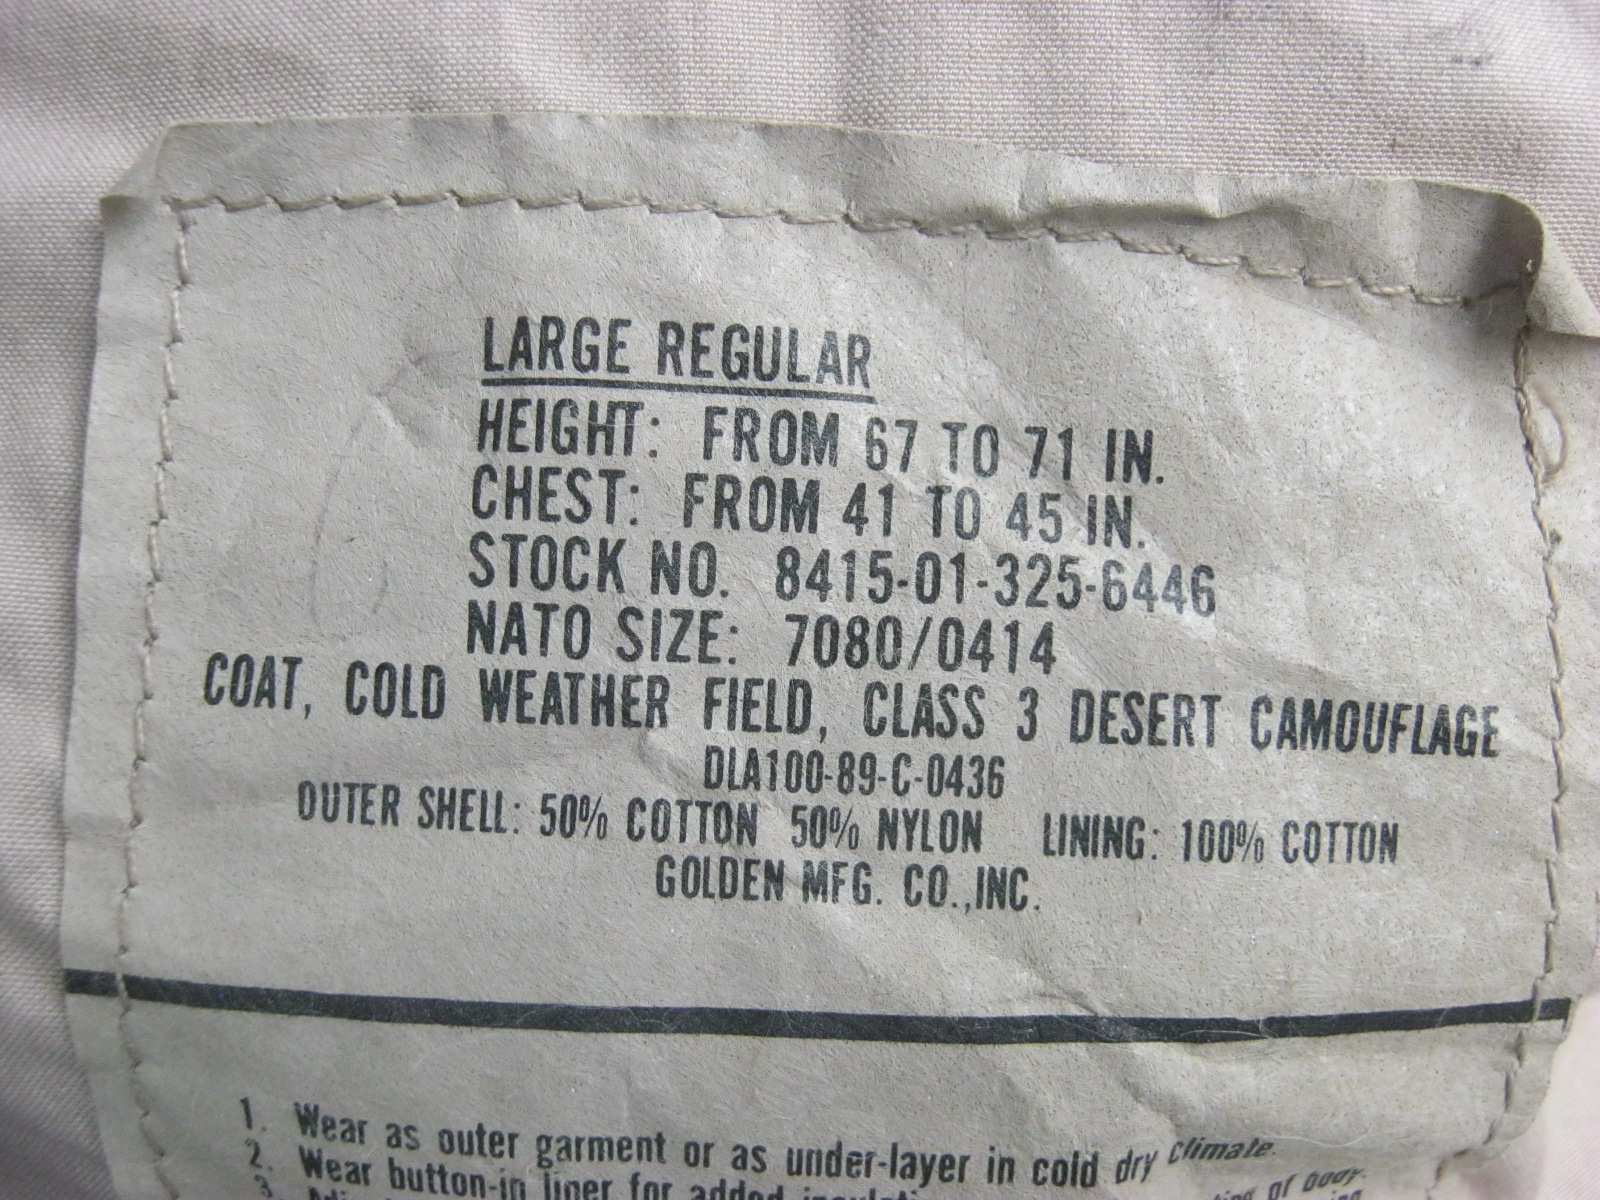 LARGE REGULAR
HEIGHT: FROM 67 TO 71 IN.
CHEST: FROM 41 TO 45 IN.
STOCK NO. 8415-01-325-6446
NATO SIZE: 7080/0414
COAT, COLD WEATHER FIELD, CLASS 3 DESERT CAMOUFLAGE
DLA100-89-C-0436
OUTER SHELL: 50% COTTON 50% NYLON LINING: 100% COTTON
GOLDEN MFG. CO.,INC.
1. Wear as outer garment or as under-layer in cold dry climate.
2. Wear button-in liner for added of body.
3.